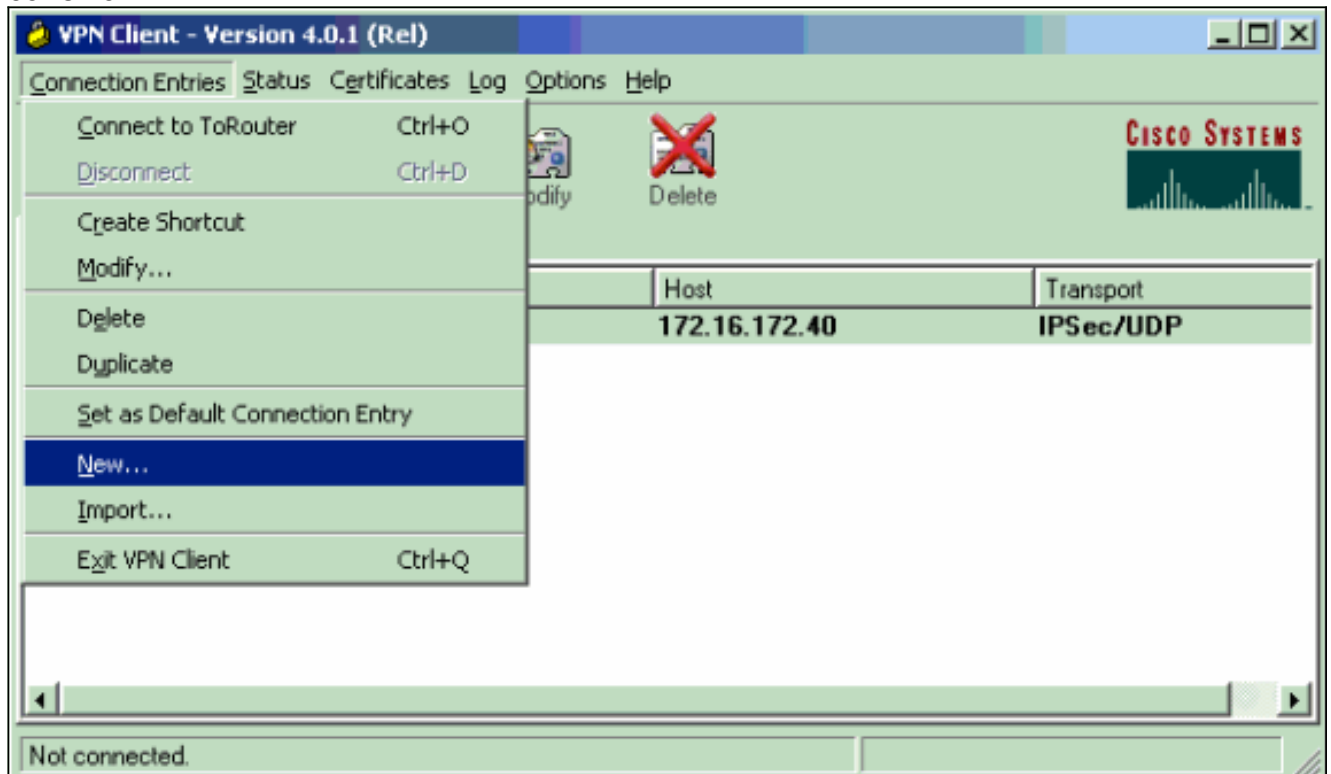 VPN Client - Version 4.0.1 (Rel)
Connection Entries Status Certificates Log Options Help
Connect to ToRouter Ctrl+O
Disconnect Ctrl+D
Create Shortcut
Modify...
Delete
Duplicate
Set as Default Connection Entry
New...
Import...
Exit VPN Client Ctrl+Q
odify
Delete
CISCO SYSTEMS
Host Transport
172.16.172.40 IPSec/UDP
Not connected.